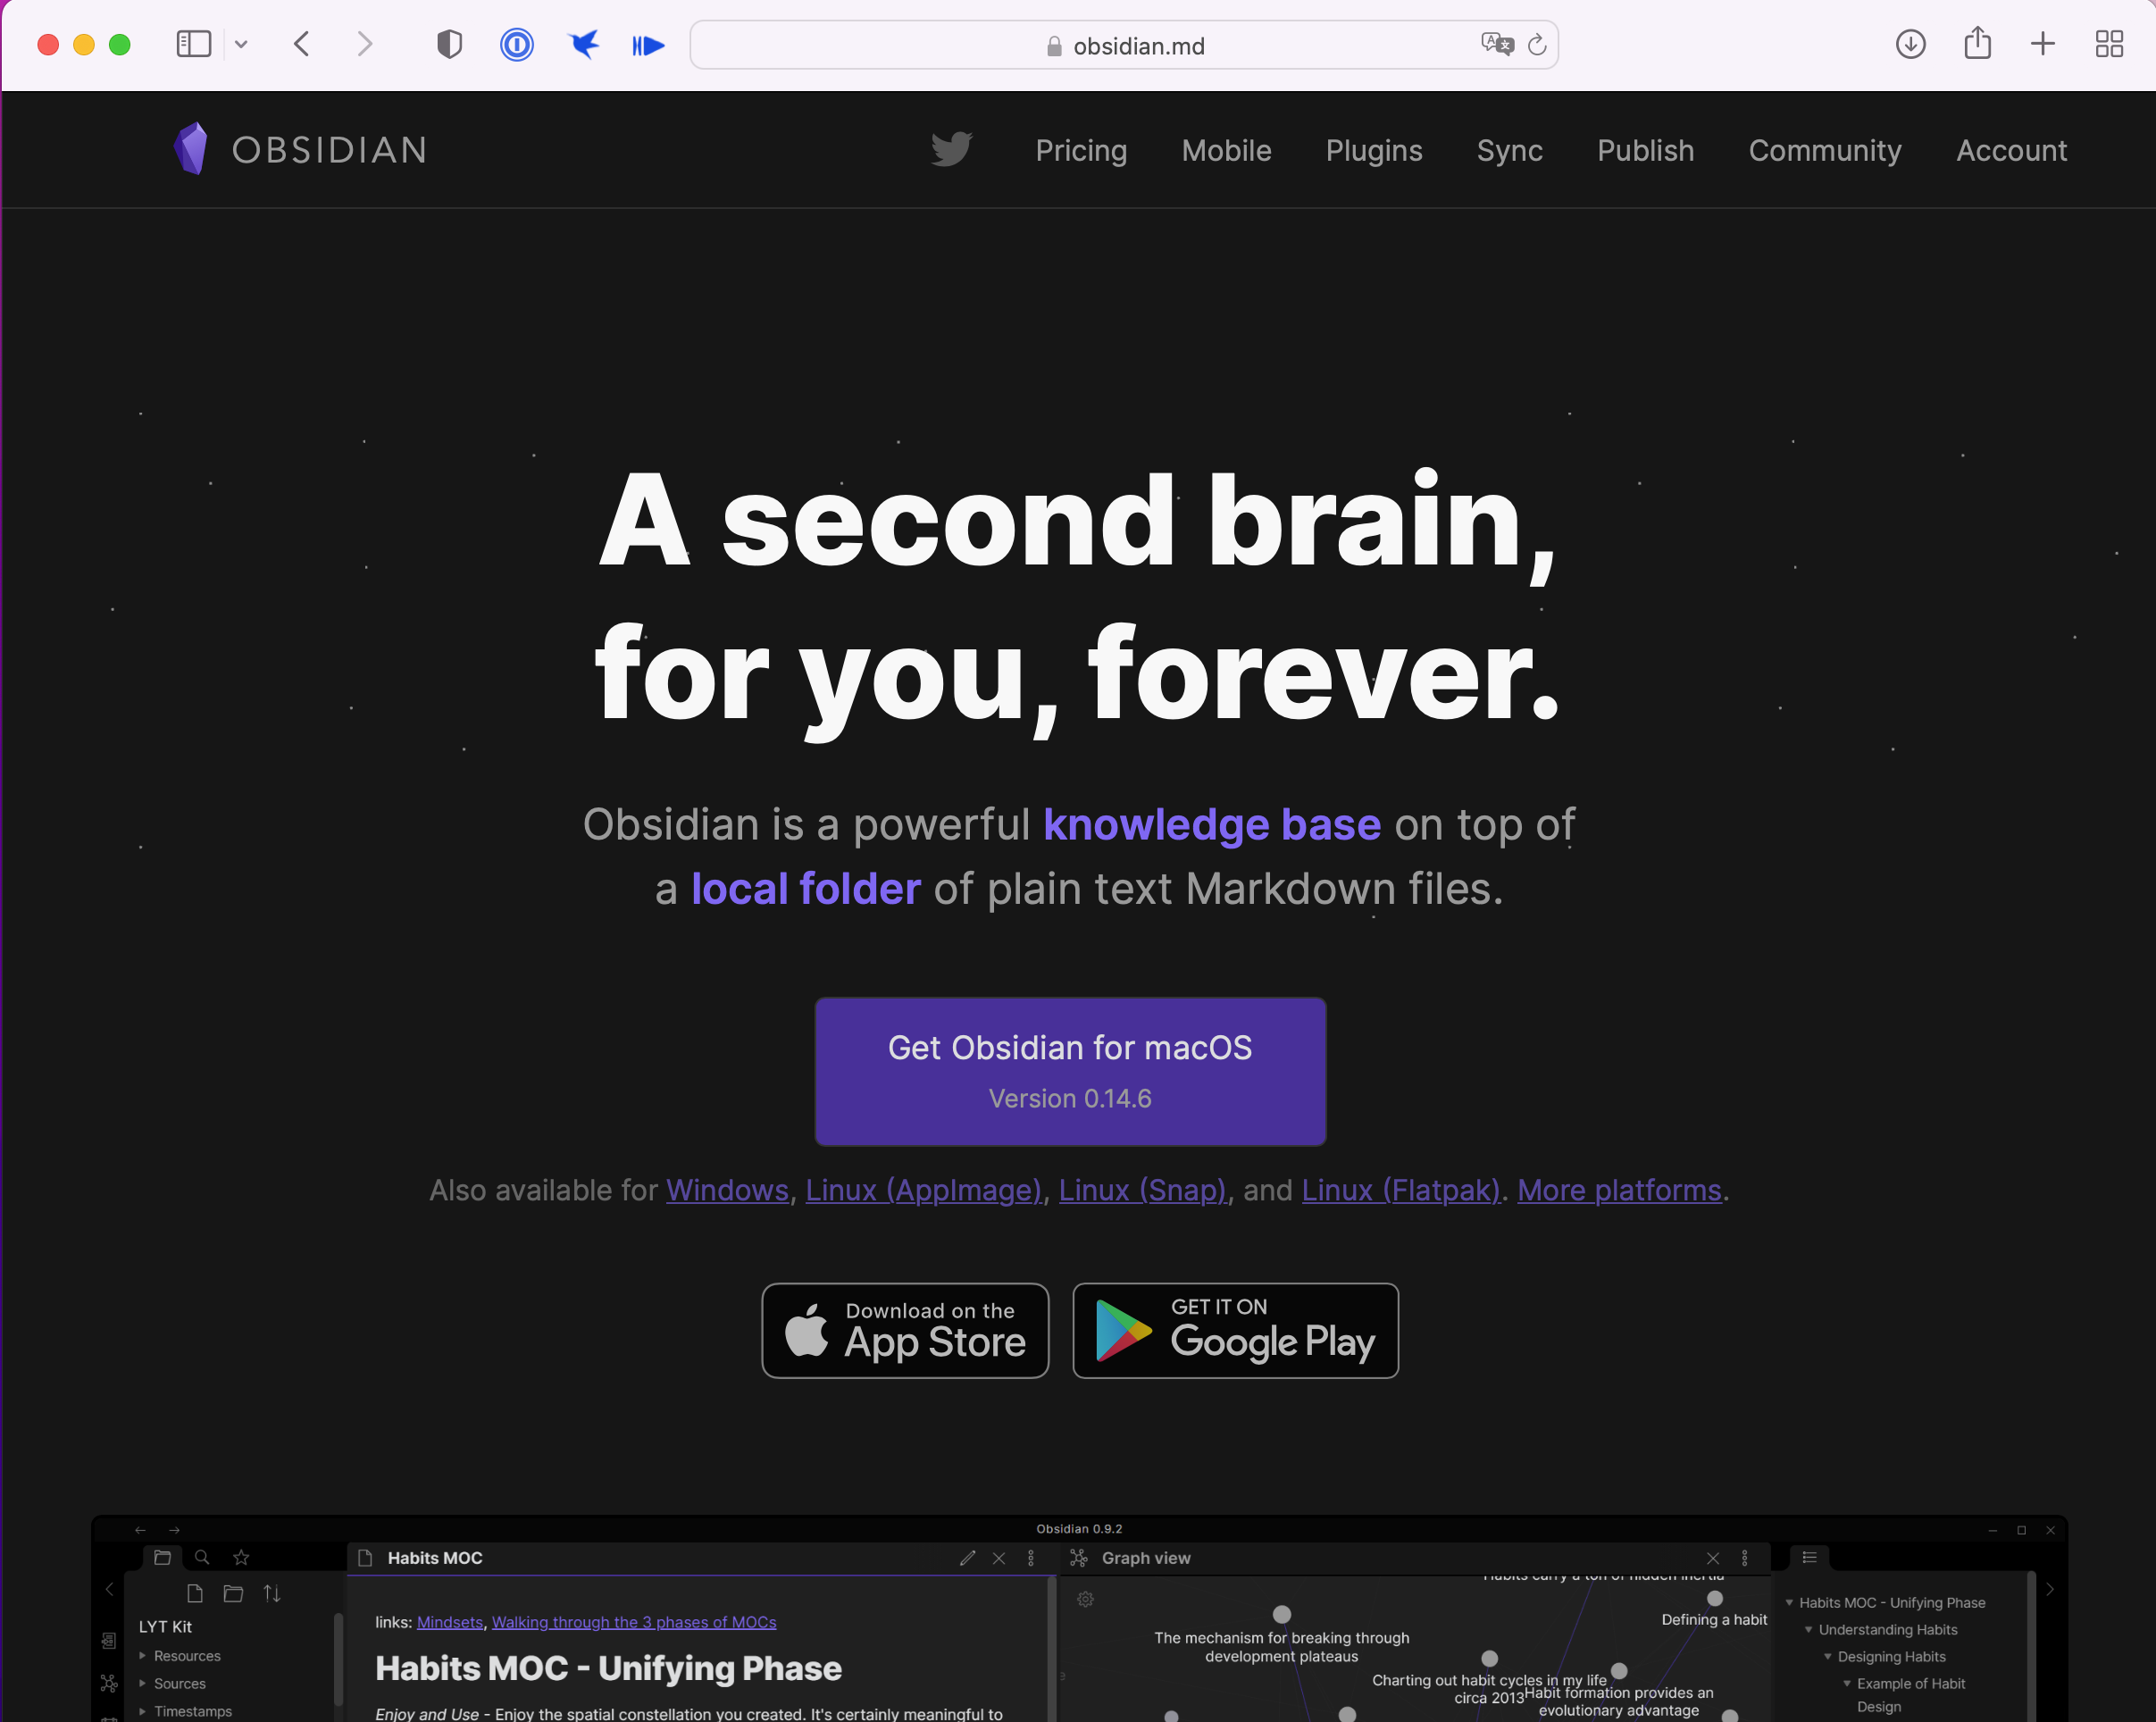 obsidian.md
OBSIDIAN
Pricing
Mobile
Plugins
Sync
Publish
Community
Account
A second brain,
for you, forever.
Obsidian is a powerful knowledge base on top of
a local folder of plain text Markdown files.
Get Obsidian for macOS
Version 0.14.6
Also available for Windows, Linux (AppImage), Linux (Snap), and Linux (Flatpak). More platforms.
Download on the
App Store
GET IT ON
Google Play
Obsidian 0.9.2
Habits MOC
Graph view
LYT Kit
Resources
Sources
Timestamps
links: Mindsets, Walking through the 3 phases of MOCs
Habits MOC - Unifying Phase
Enjoy and Use - Enjoy the spatial constellation you created. It's certainly meaningful to
Habits carry a ton of hidden inertia
Defining a habit
The mechanism for breaking through
development plateaus
Charting out habit cycles in my life
circa 2013
Habit formation provides an
evolutionary advantage
Habits MOC - Unifying Phase
Understanding Habits
Designing Habits
Example of Habit
Design